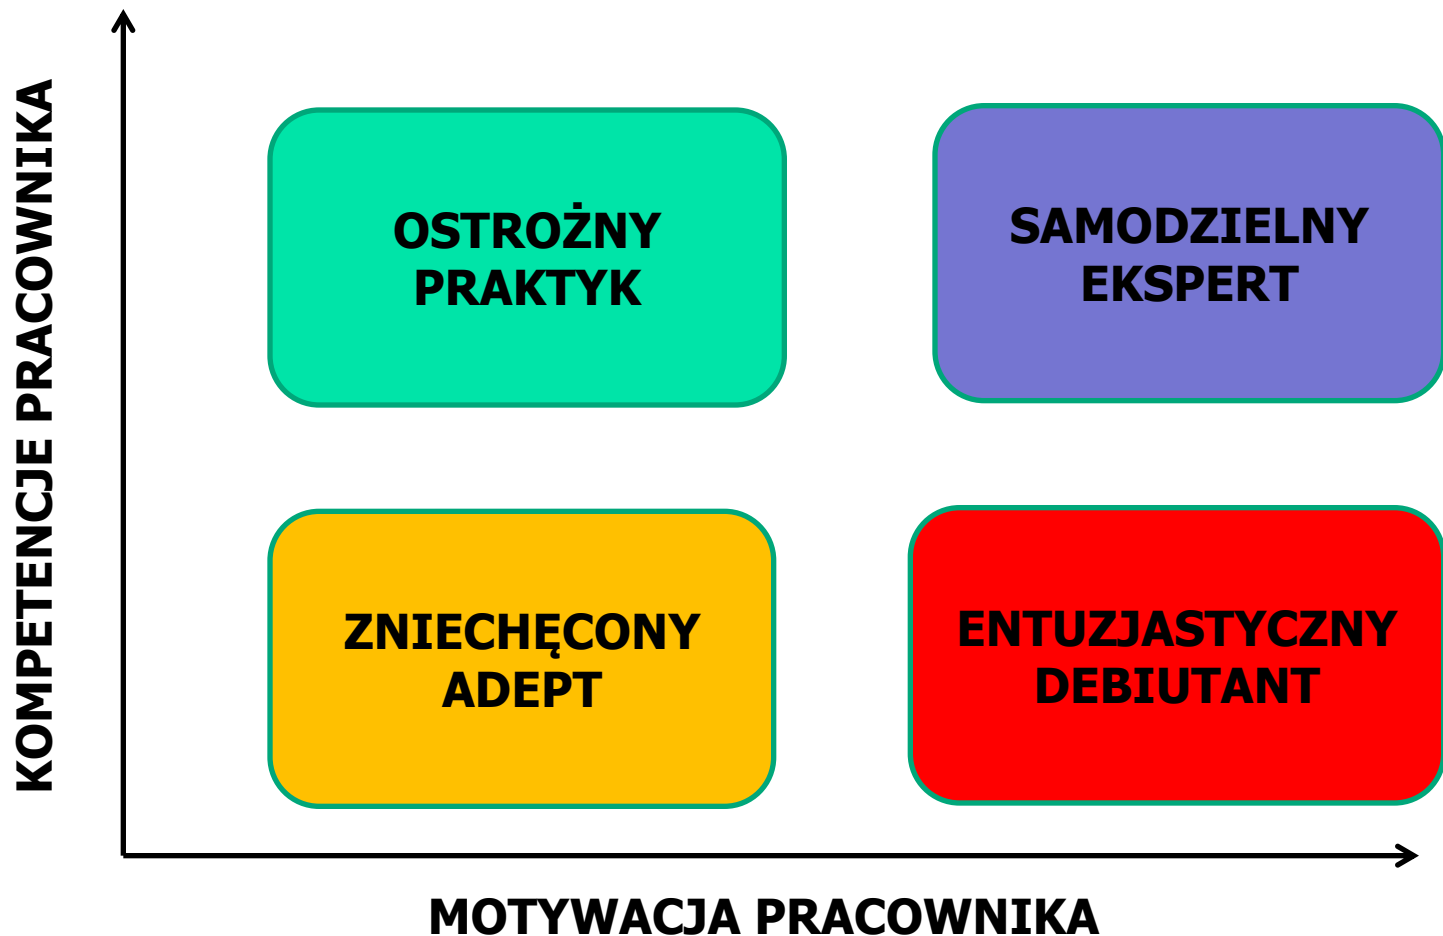 KOMPETENCJE PRACOWNIKA
OSTROŻNY
PRAKTYK
SAMODZIELNY
EKSPERT
ZNIECHĘCONY
ADEPT
ENTUZJASTYCZNY
DEBIUTANT
MOTYWACJA PRACOWNIKA